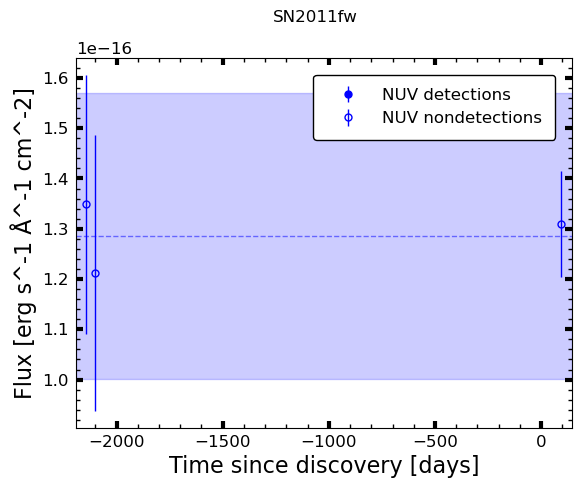 SN2011fw
1e−16
NUV detections
NUV nondetections
1.6
1.5
1.4
1.3
1.2
1.1
1.0
Flux [erg s^-1 Å^-1 cm^-2]
−2000 −1500 −1000 −500 0
Time since discovery [days]